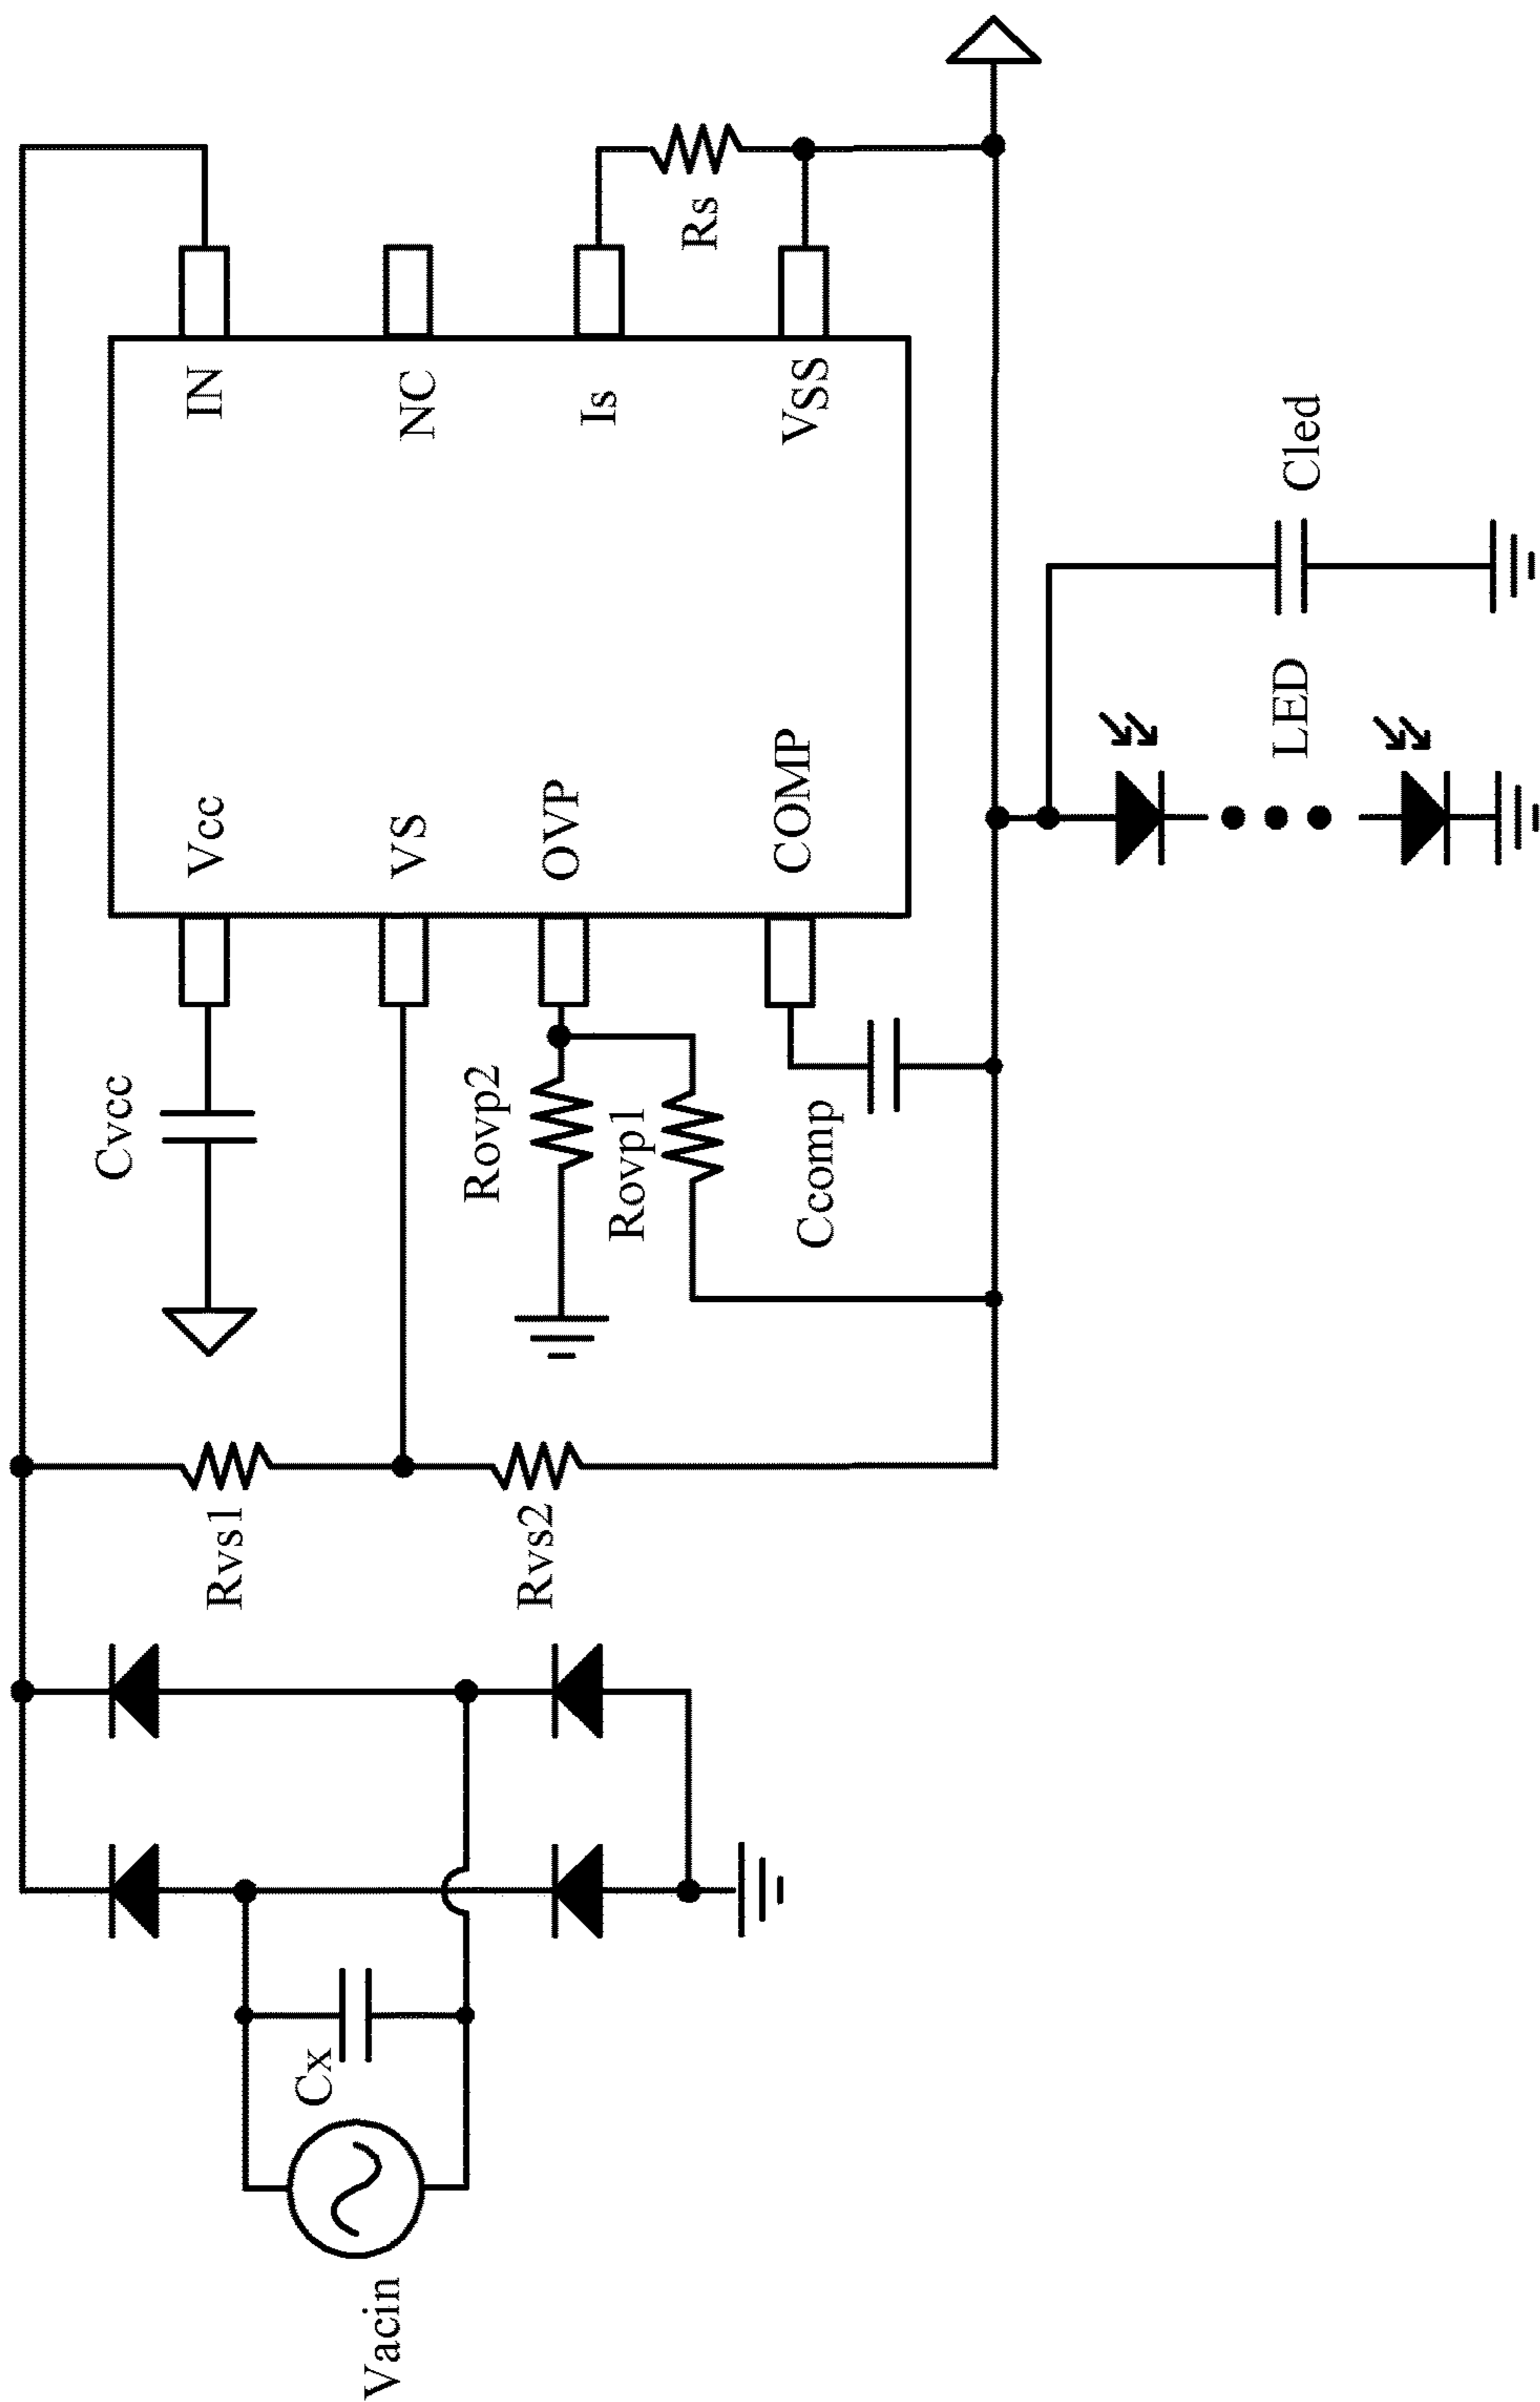 Vacin
Cx
Rvs1
Rvs2
Cvcc
Rovp2
Rovp1
Ccomp
Vcc
VS
OVP
COMP
IN
NC
Is
VSS
Rs
LED
Cled